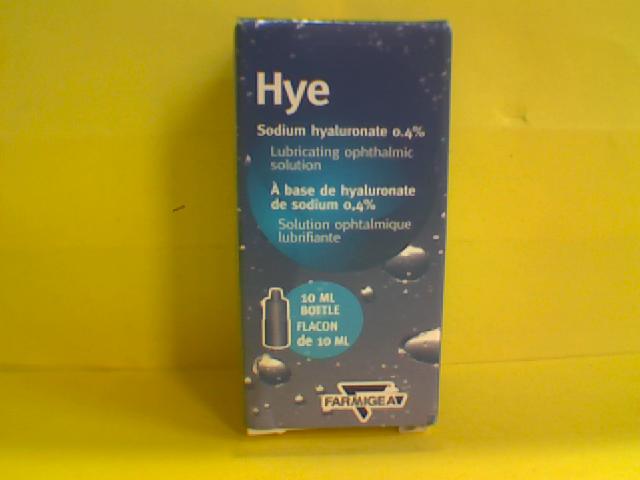 Hye
Sodium hyaluronate 0.4%
Lubricating ophthalmic
solution
À base de hyaluronate
de sodium 0,4%
Solution ophtalmique
lubrifiante
10 ML
BOTTLE
FLACON
de 10 ML
FARMIGEA